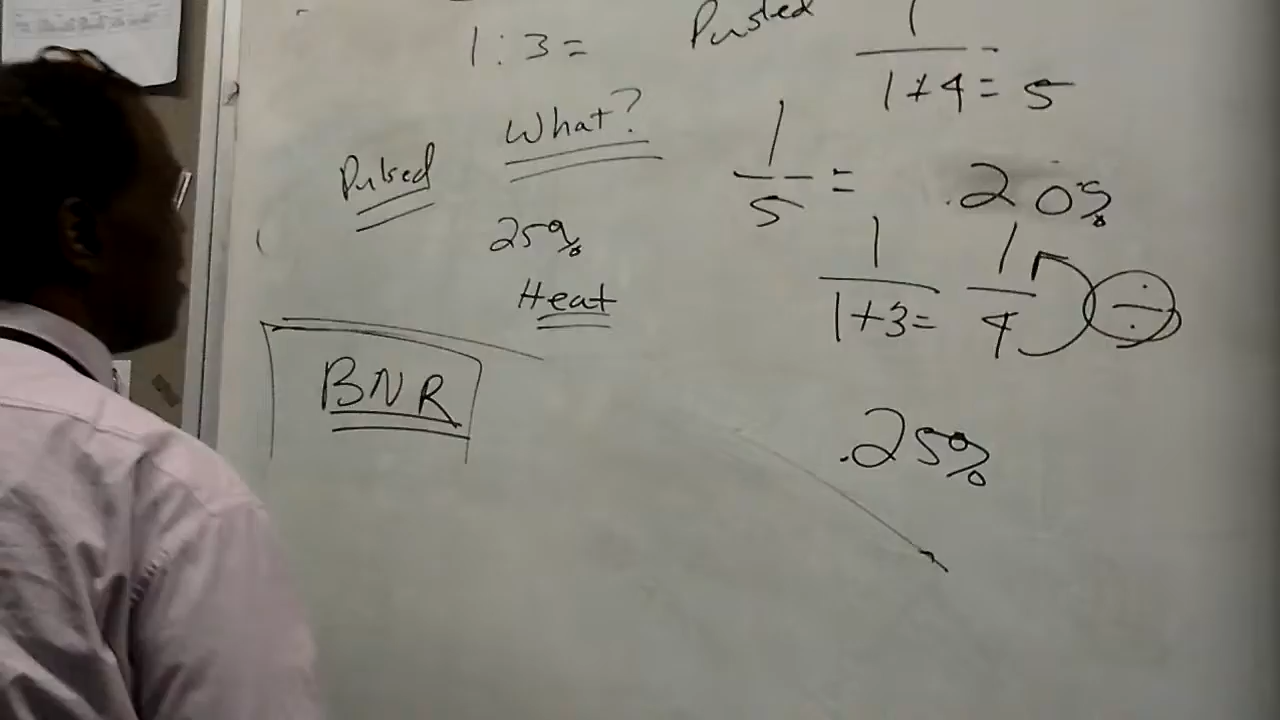 1:3=
What?
Pulsed
25%
Heat
BNR
Pulsed
1
1+4=5
1
5
= .20%
1
1+3=
1
4
÷
.25%